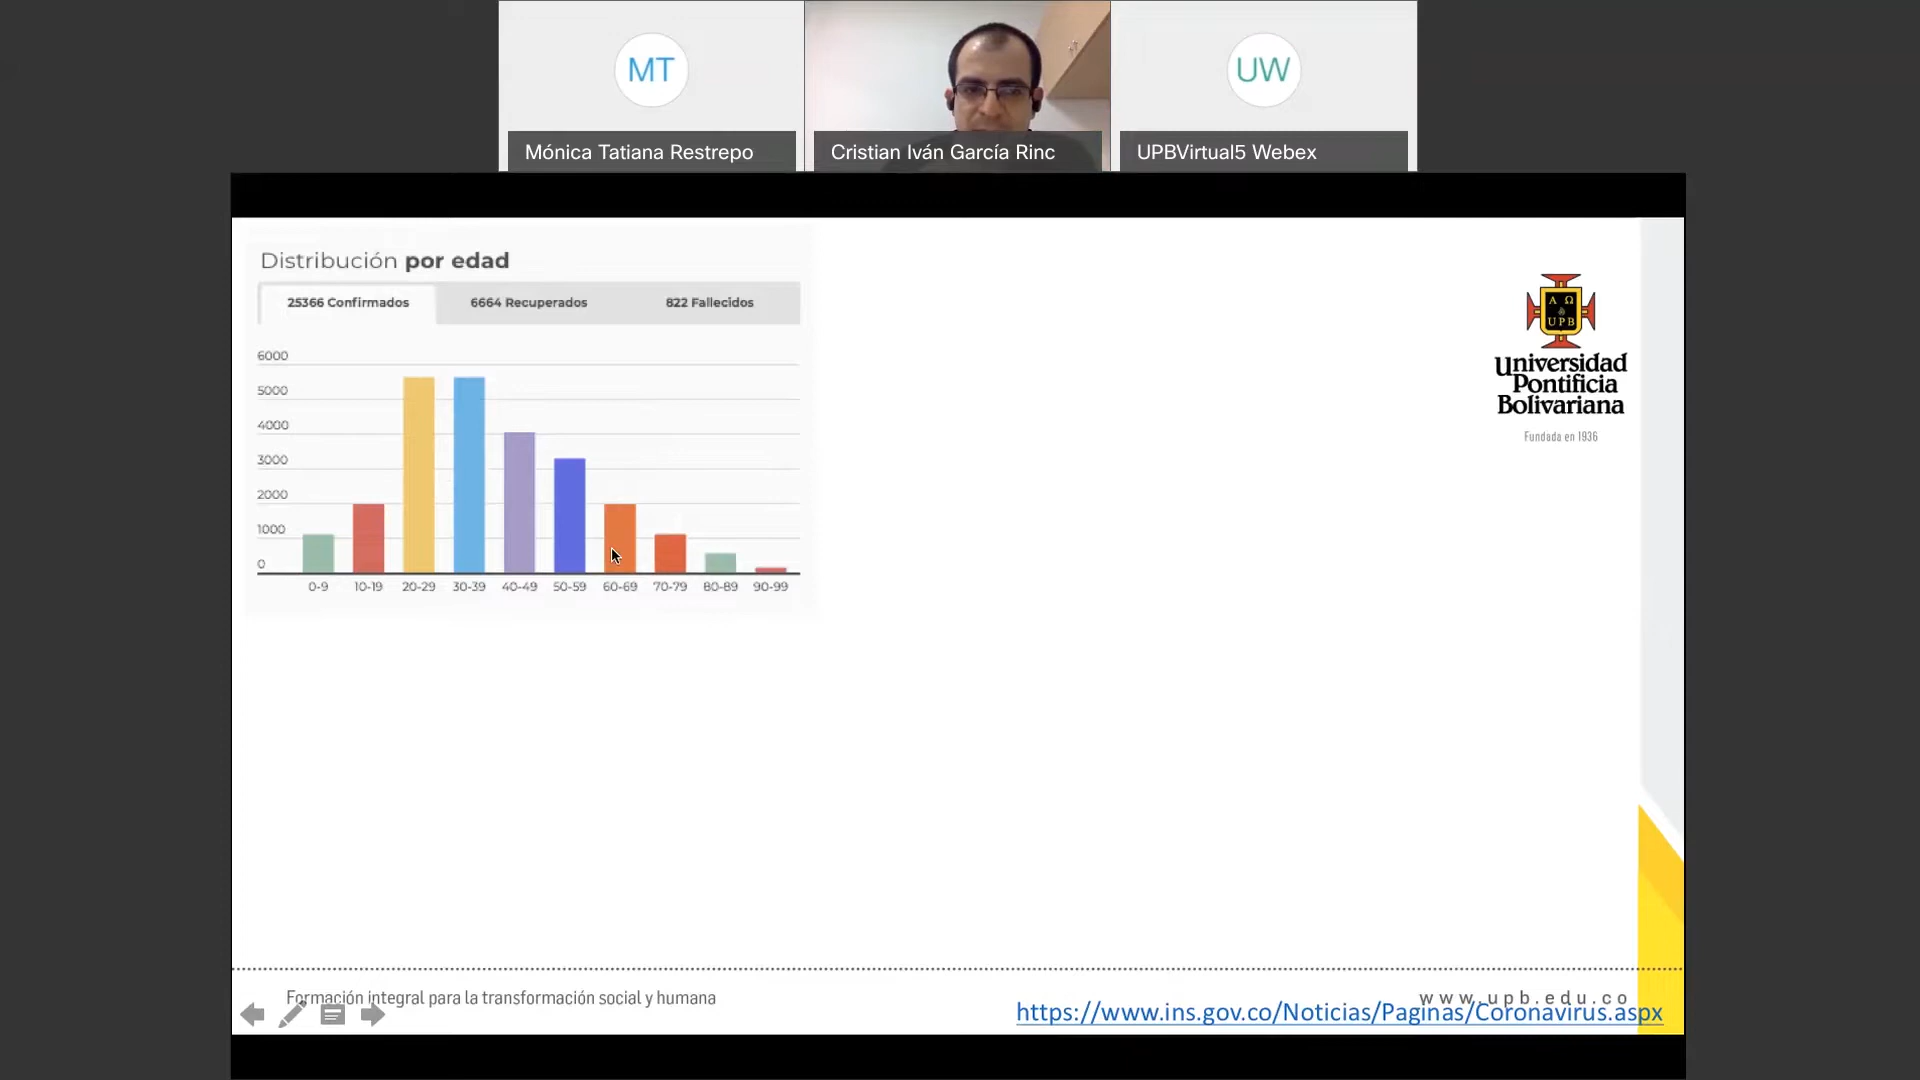 MT
UW
Mónica Tatiana Restrepo
Cristian Iván García Rinc
UPBVirtual5 Webex
Distribución por edad
25366 Confirmados
6664 Recuperados
822 Fallecidos
6000
5000
4000
3000
2000
1000
0
0-9 10-19 20-29 30-39 40-49 50-59 60-69 70-79 80-89 90-99
Α Ω
UPB
Universidad
Pontificia
Bolivariana
Fundada en 1936
Formación integral para la transformación social y humana
www.upb.edu.co
https://www.ins.gov.co/Noticias/Paginas/Coronavirus.aspx